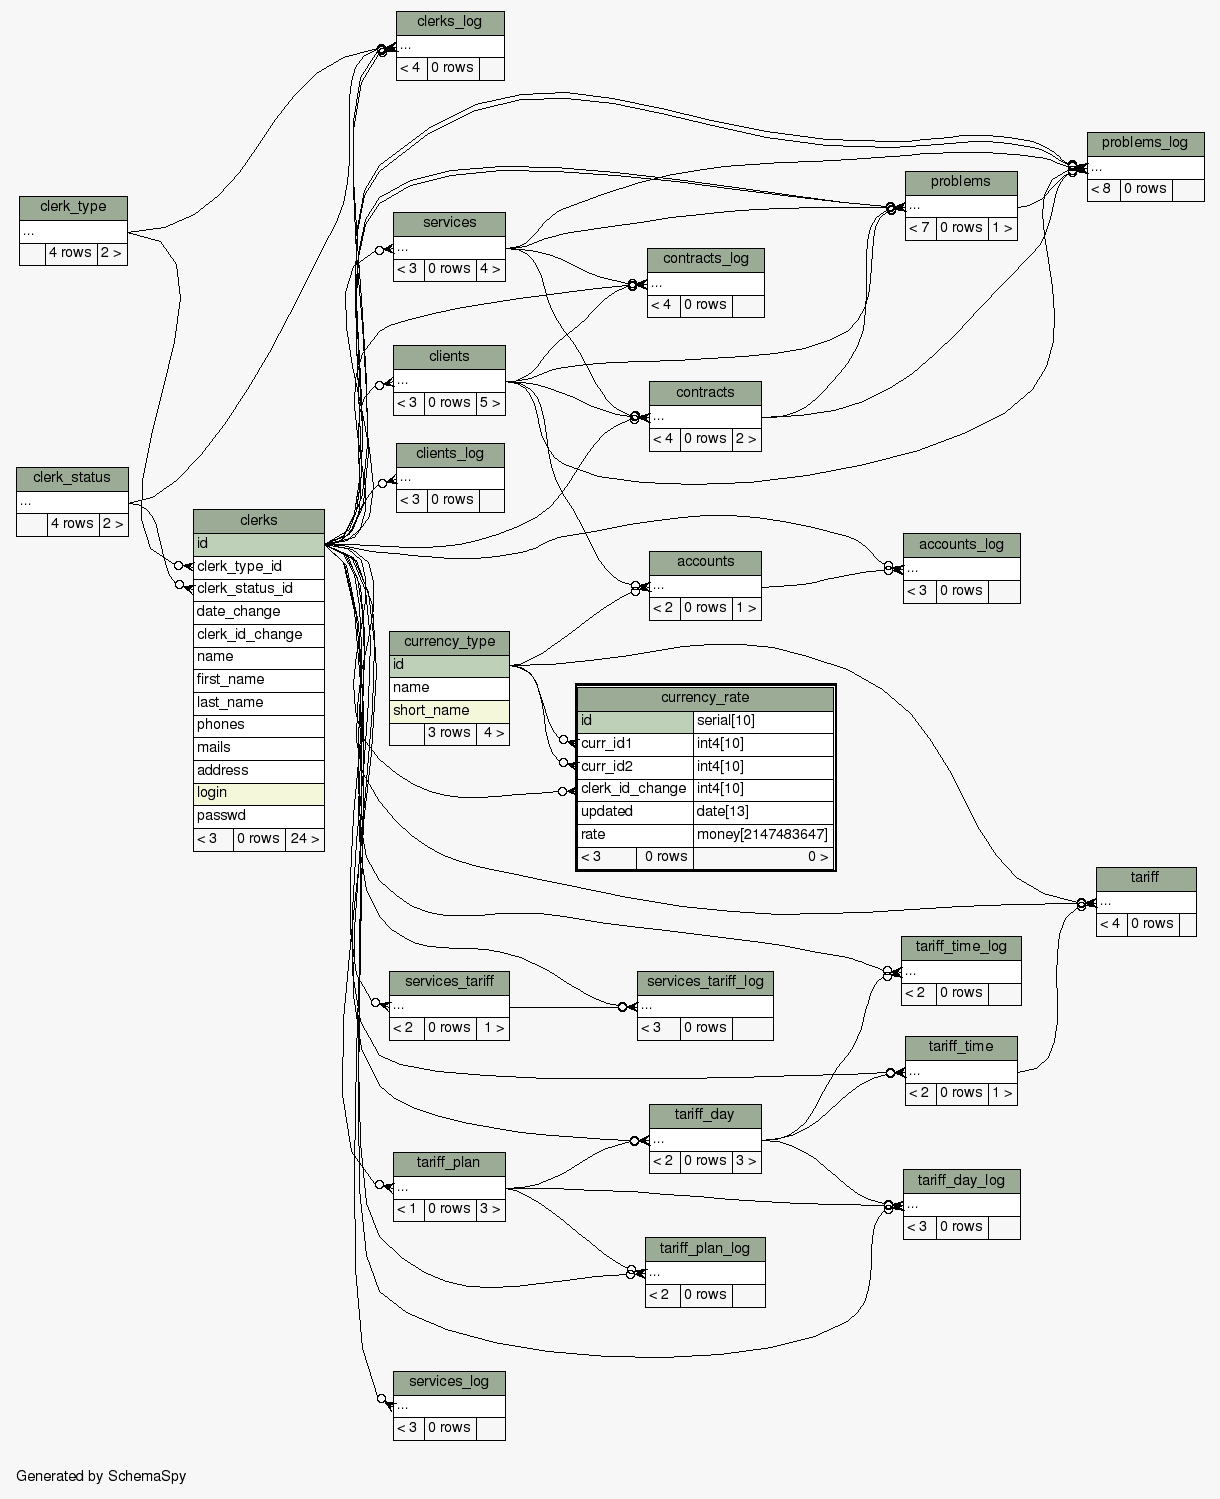 clerks_log
...
< 4 0 rows
problems_log
...
< 8 0 rows
problems
...
< 7 0 rows 1 >
clerk_type
...
4 rows 2 >
services
...
< 3 0 rows 4 >
contracts_log
...
< 4 0 rows
clients
...
< 3 0 rows 5 >
contracts
...
< 4 0 rows 2 >
clients_log
...
< 3 0 rows
clerk_status
...
4 rows 2 >
clerks
id
clerk_type_id
clerk_status_id
date_change
clerk_id_change
name
first_name
last_name
phones
mails
address
login
passwd
< 3 0 rows 24 >
accounts_log
...
< 3 0 rows
accounts
...
< 2 0 rows 1 >
currency_type
id
name
short_name
3 rows 4 >
currency_rate
id serial[10]
curr_id1 int4[10]
curr_id2 int4[10]
clerk_id_change int4[10]
updated date[13]
rate money[2147483647]
< 3 0 rows 0 >
tariff
...
< 4 0 rows
tariff_time_log
...
< 2 0 rows
services_tariff
...
< 2 0 rows 1 >
services_tariff_log
...
< 3 0 rows
tariff_time
...
< 2 0 rows 1 >
tariff_day
...
< 2 0 rows 3 >
tariff_plan
...
< 1 0 rows 3 >
tariff_day_log
...
< 3 0 rows
tariff_plan_log
...
< 2 0 rows
services_log
...
< 3 0 rows
Generated by SchemaSpy